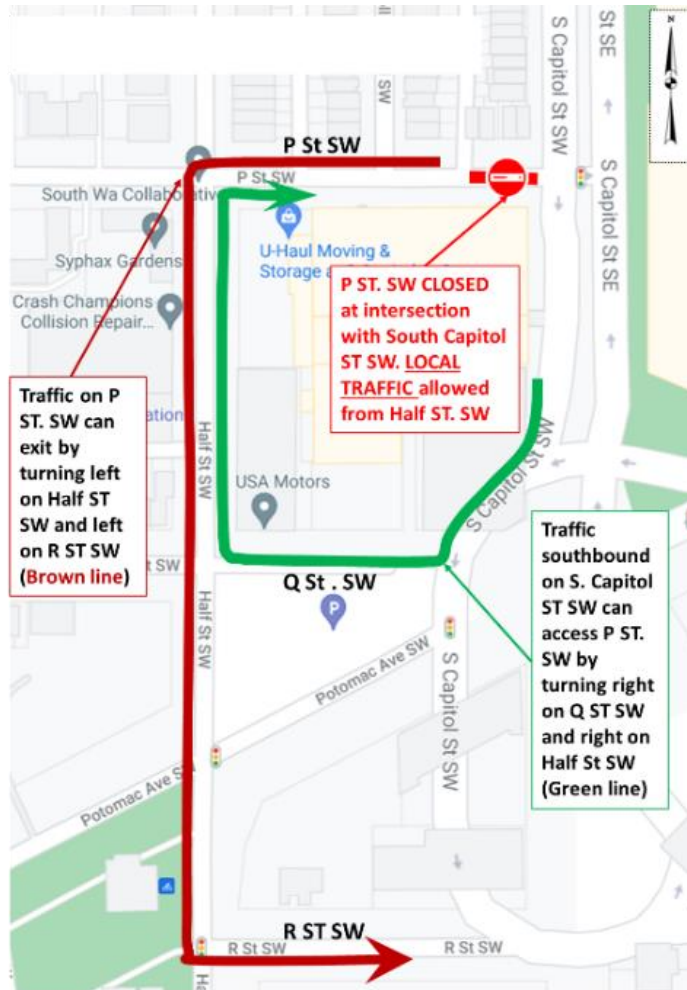 St SE
S Capitol St SW
SW
N
P St SW
P St SW
South Wa Collaborative
S Capitol St SE
U-Haul Moving &
Storage a
Syphax Gardens
Crash Champions
Collision Repair...
P ST. SW CLOSED
at intersection
with South Capitol
ST SW. LOCAL
TRAFFIC allowed
from Half ST. SW
Traffic on P
ST. SW can
exit by
turning left
on Half ST
SW and left
on R ST SW
(Brown line)
ation
Half St SW
USA Motors
S Capitol St SW
Traffic
southbound
on S. Capitol
ST SW can
access P ST.
SW by
turning right
on Q ST SW
and right on
Half St SW
(Green line)
St SW
Q St . SW
P
Half St SW
Potomac Ave SW
S Capitol St SW
Potomac Ave SW
R ST SW
R St SW
R St SW
Ha